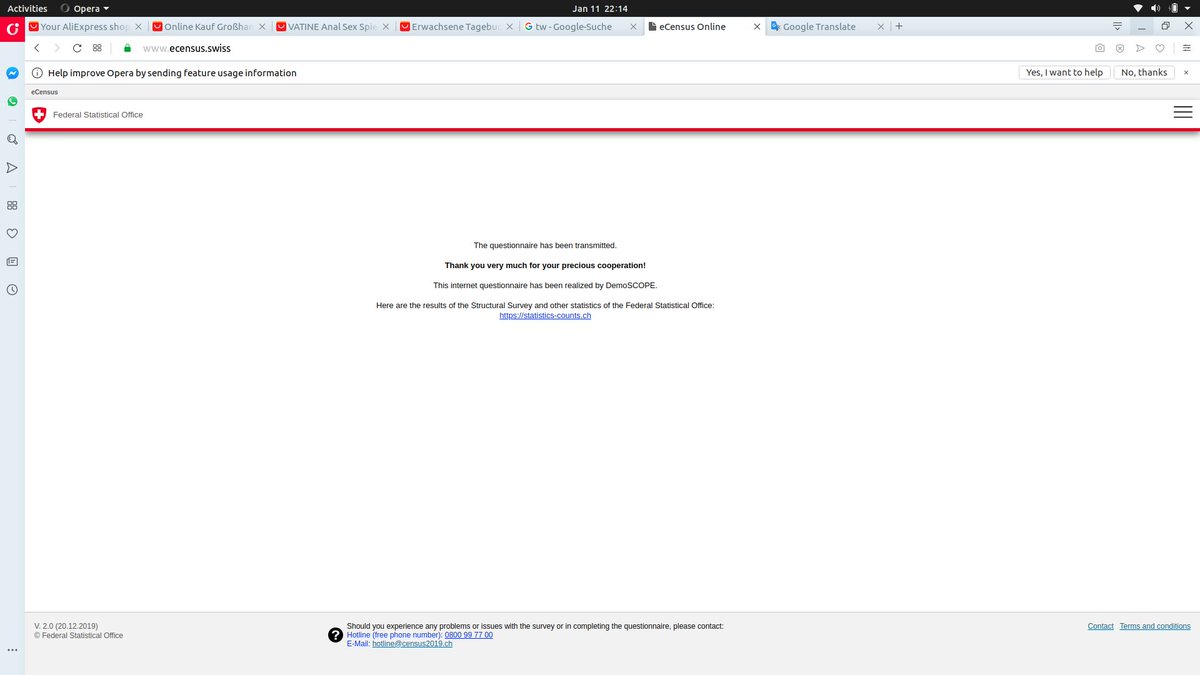 Activities Opera Jan 11 22:14
Your AliExpress shop Online Kauf Großhan VATINE Anal Sex Spie Erwachsene Tagebuc tw - Google-Suche eCensus Online Google Translate
www.ecensus.swiss
Help improve Opera by sending feature usage information Yes, I want to help No, thanks
eCensus
Federal Statistical Office
The questionnaire has been transmitted.
Thank you very much for your precious cooperation!
This internet questionnaire has been realized by DemoSCOPE.
Here are the results of the Structural Survey and other statistics of the Federal Statistical Office:
https://statistics-counts.ch
V. 2.0 (20.12.2019)
© Federal Statistical Office
Should you experience any problems or issues with the survey or in completing the questionnaire, please contact:
Hotline (free phone number): 0800 99 77 00
E-Mail: hotline@census2019.ch
Contact Terms and conditions